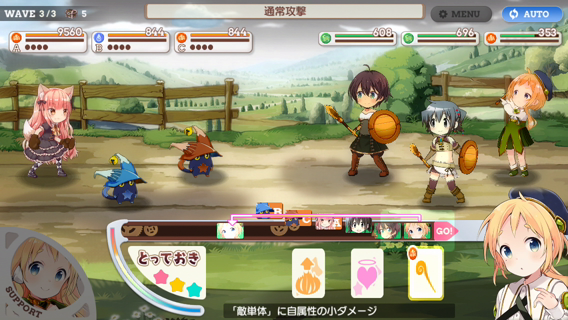 WAVE 3/3 5
通常攻撃
MENU
AUTO
A 9560
B 844
C 844
608
696
353
GO!
とっておき
SUPPORT
「敵単体」に自属性の小ダメージ